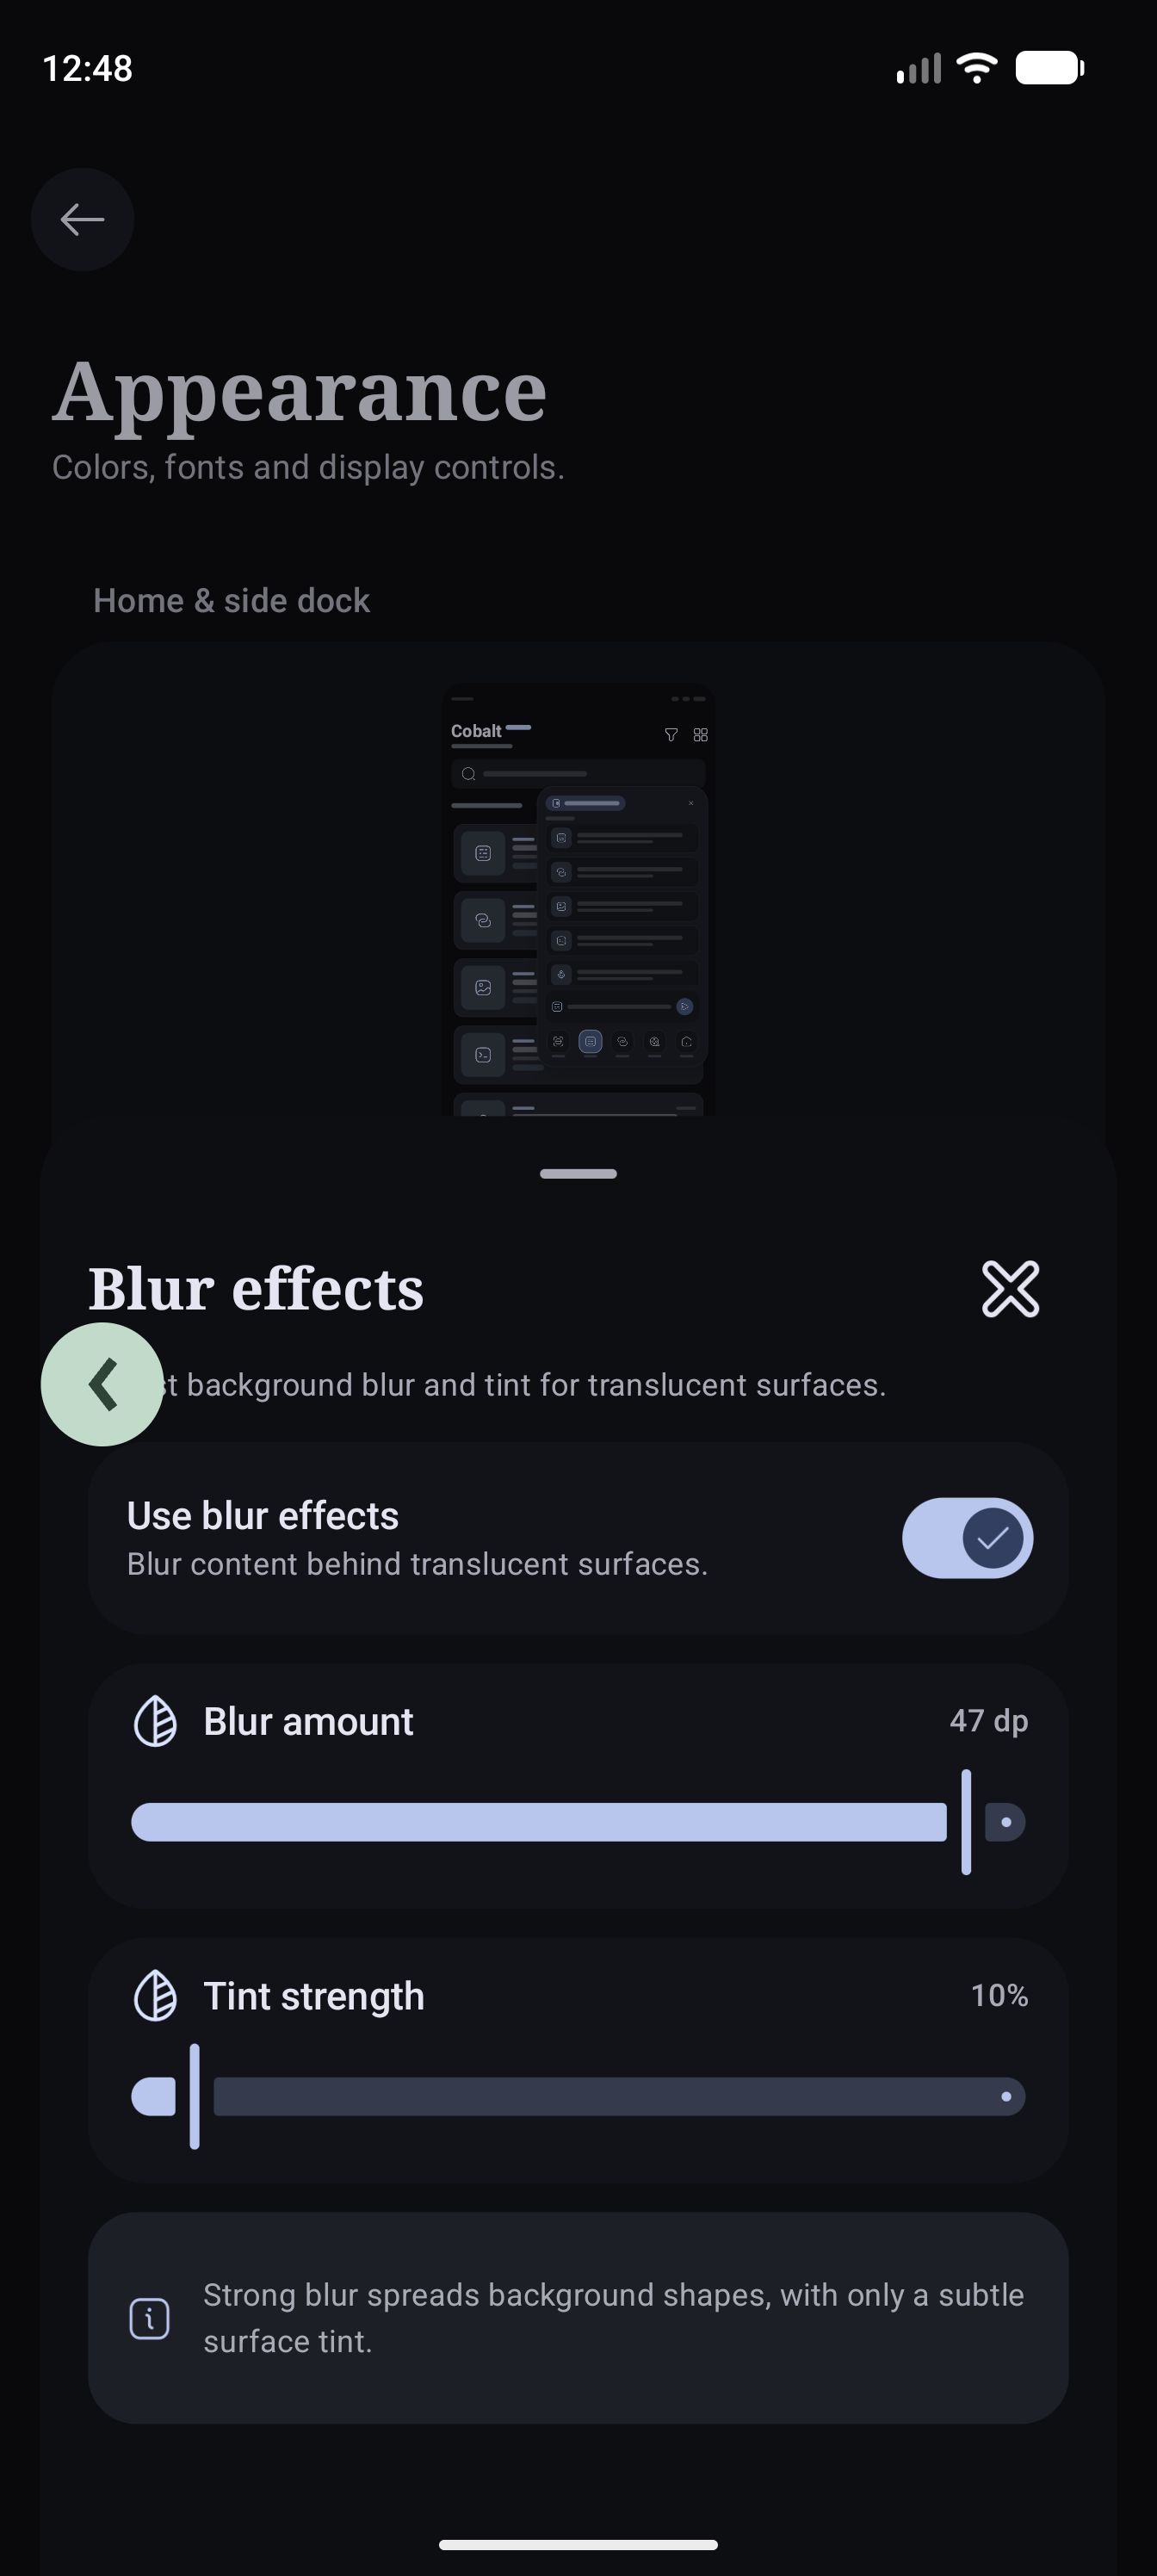 12:48
Appearance
Colors, fonts and display controls.
Home & side dock
Cobalt
Blur effects
background blur and tint for translucent surfaces.
Use blur effects
Blur content behind translucent surfaces.
Blur amount
47 dp
Tint strength
10%
Strong blur spreads background shapes, with only a subtle
surface tint.